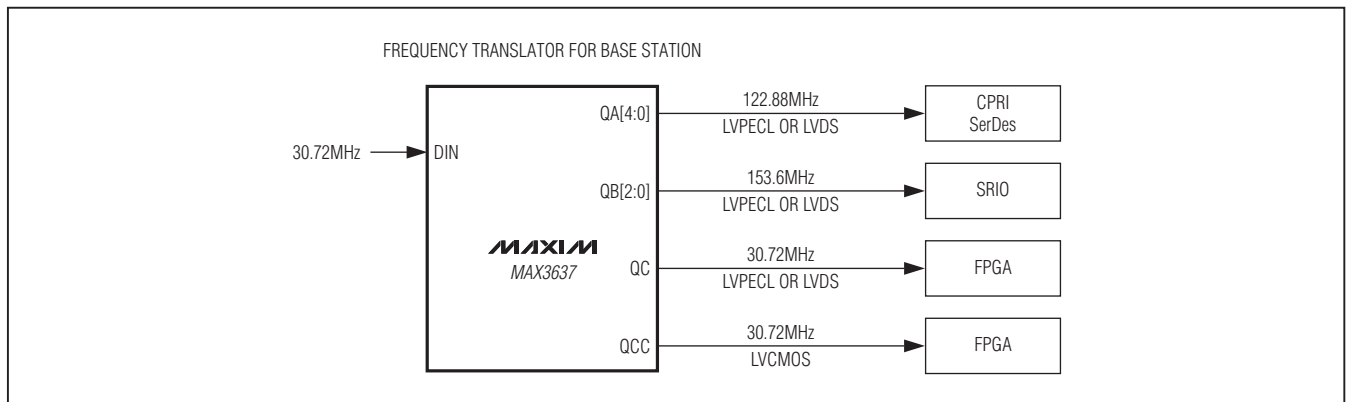 FREQUENCY TRANSLATOR FOR BASE STATION
30.72MHz
DIN
QA[4:0]
122.88MHz
LVPECL OR LVDS
CPRI
SerDes
QB[2:0]
153.6MHz
LVPECL OR LVDS
SRIO
MAXIM
MAX3637
QC
30.72MHz
LVPECL OR LVDS
FPGA
QCC
30.72MHz
LVCMOS
FPGA